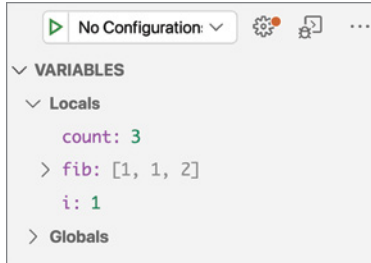 No Configuration:
VARIABLES
Locals
count: 3
fib: [1, 1, 2]
i: 1
Globals